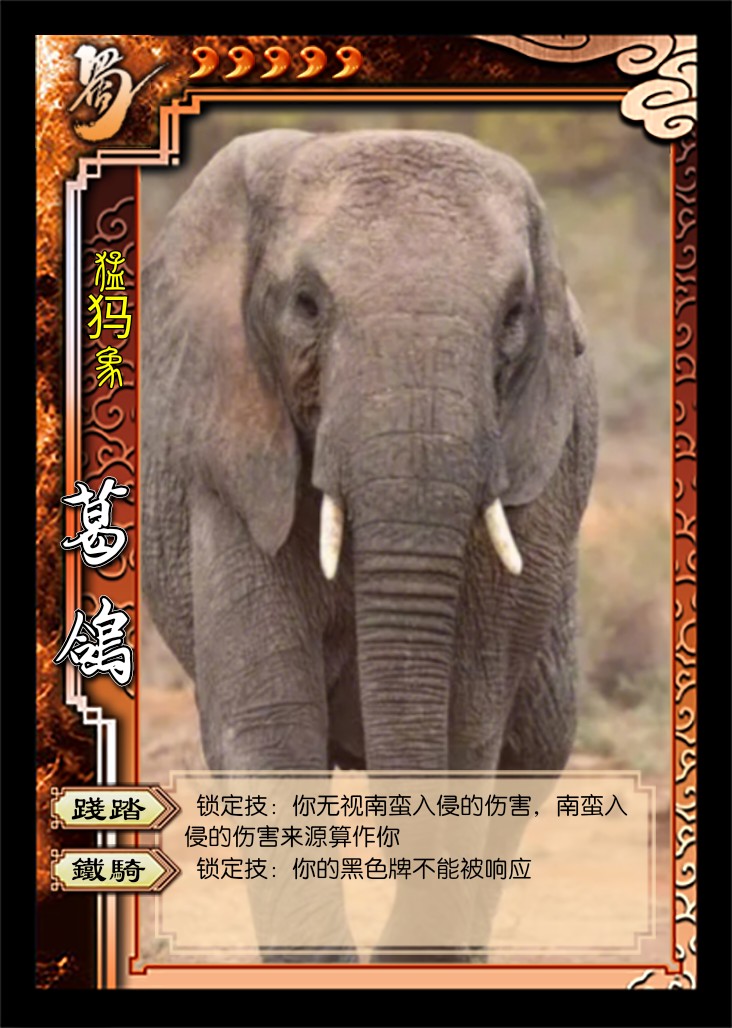 蜀
猛犸象
葛鸽
踐踏
锁定技：你无视南蛮入侵的伤害，南蛮入
侵的伤害来源算作你
鐵騎
锁定技：你的黑色牌不能被响应